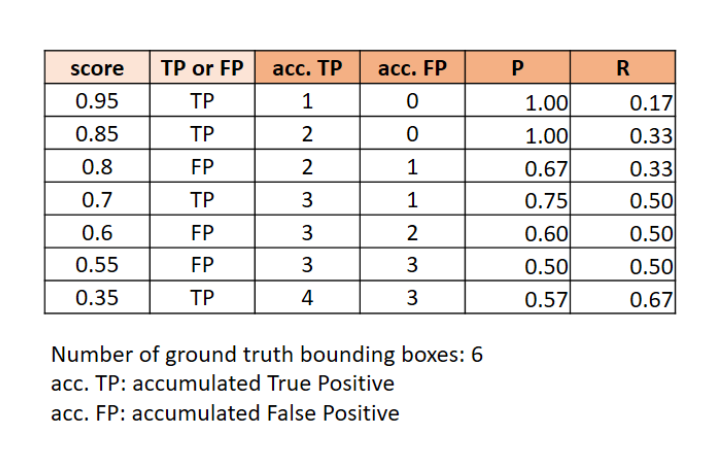 score TP or FP acc. TP acc. FP P R
0.95 TP 1 0 1.00 0.17
0.85 TP 2 0 1.00 0.33
0.8 FP 2 1 0.67 0.33
0.7 TP 3 1 0.75 0.50
0.6 FP 3 2 0.60 0.50
0.55 FP 3 3 0.50 0.50
0.35 TP 4 3 0.57 0.67
Number of ground truth bounding boxes: 6
acc. TP: accumulated True Positive
acc. FP: accumulated False Positive